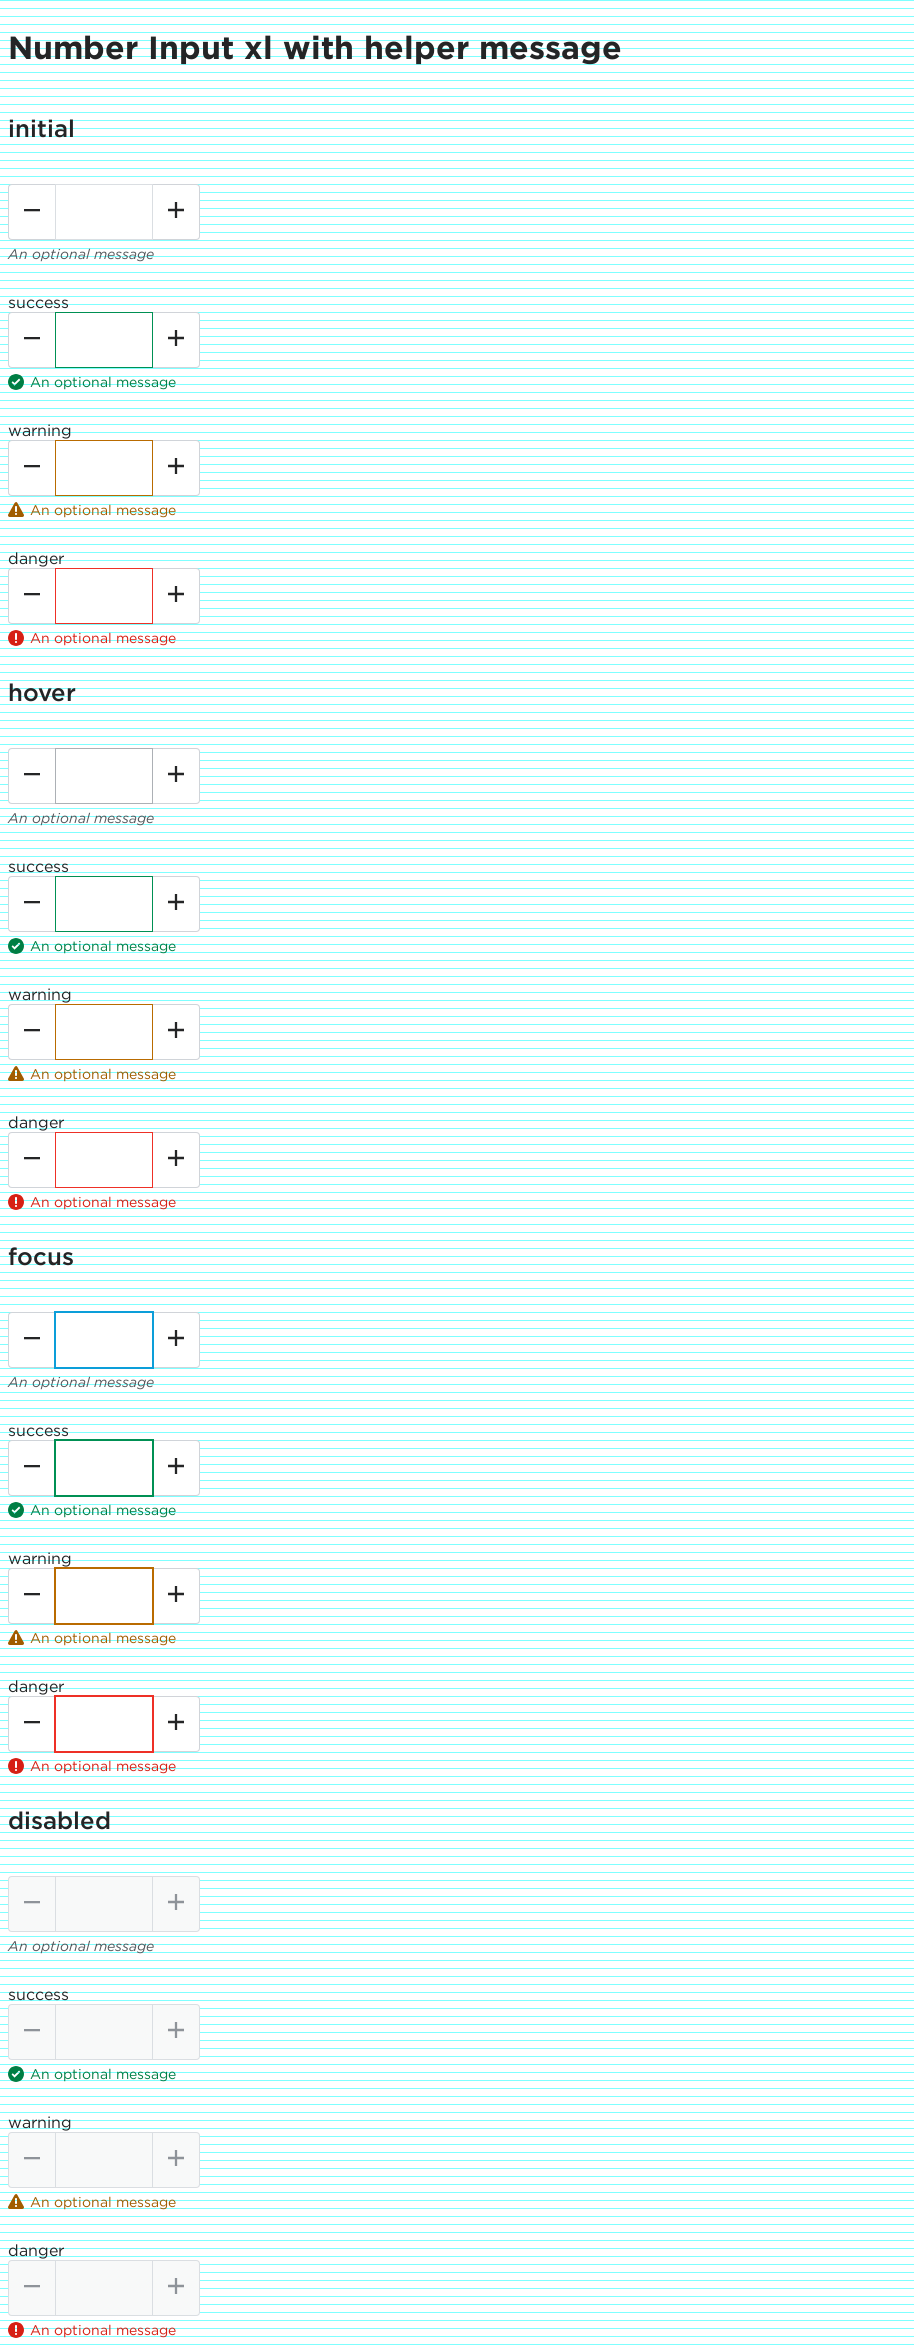 Number Input xl with helper message
initial
An optional message
success
An optional message
warning
An optional message
danger
An optional message
hover
An optional message
success
An optional message
warning
An optional message
danger
An optional message
focus
An optional message
success
An optional message
warning
An optional message
danger
An optional message
disabled
An optional message
success
An optional message
warning
An optional message
danger
An optional message